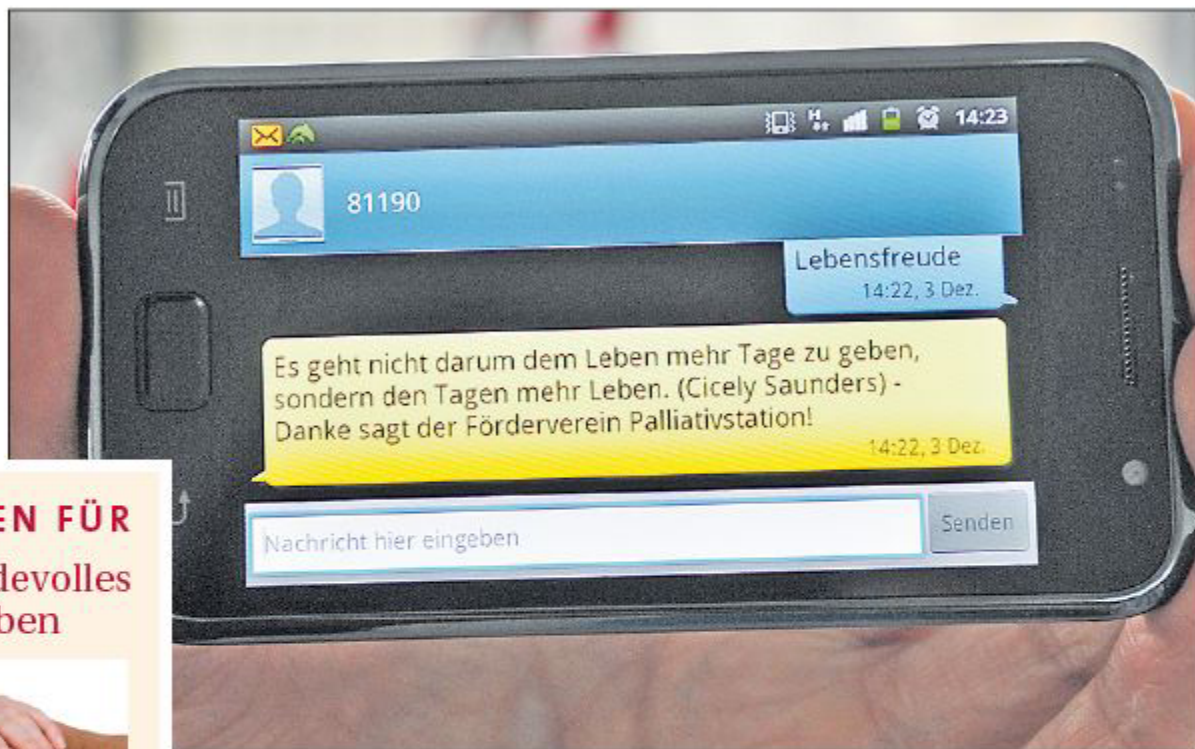 14:23
81190
Lebensfreude
14:22, 3 Dez.
Es geht nicht darum dem Leben mehr Tage zu geben,
sondern den Tagen mehr Leben. (Cicely Saunders) -
Danke sagt der Förderverein Palliativstation!
14:22, 3 Dez.
Nachricht hier eingeben
Senden
EN FÜR
devolles
ben